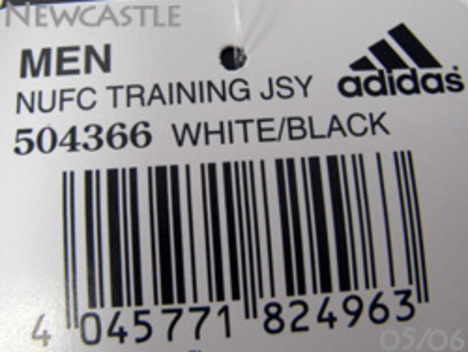 NEWCASTLE
MEN
NUFC TRAINING JSY
adidas
504366 WHITE/BLACK
4 045771 824963
05/06